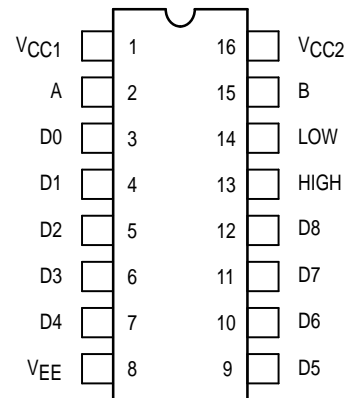 VCC1 1 16 VCC2
A 2 15 B
D0 3 14 LOW
D1 4 13 HIGH
D2 5 12 D8
D3 6 11 D7
D4 7 10 D6
VEE 8 9 D5